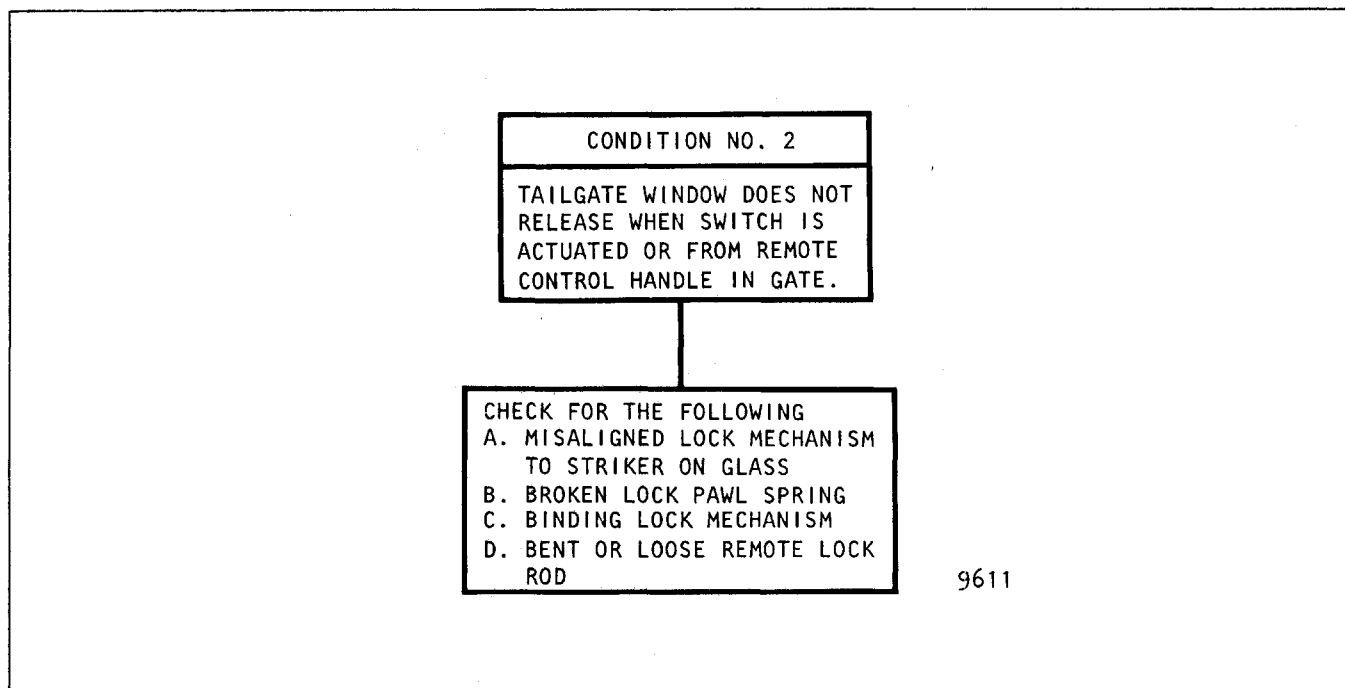 CONDITION NO. 2
TAILGATE WINDOW DOES NOT
RELEASE WHEN SWITCH IS
ACTUATED OR FROM REMOTE
CONTROL HANDLE IN GATE.
CHECK FOR THE FOLLOWING
A. MISALIGNED LOCK MECHANISM
TO STRIKER ON GLASS
B. BROKEN LOCK PAWL SPRING
C. BINDING LOCK MECHANISM
D. BENT OR LOOSE REMOTE LOCK
ROD
9611